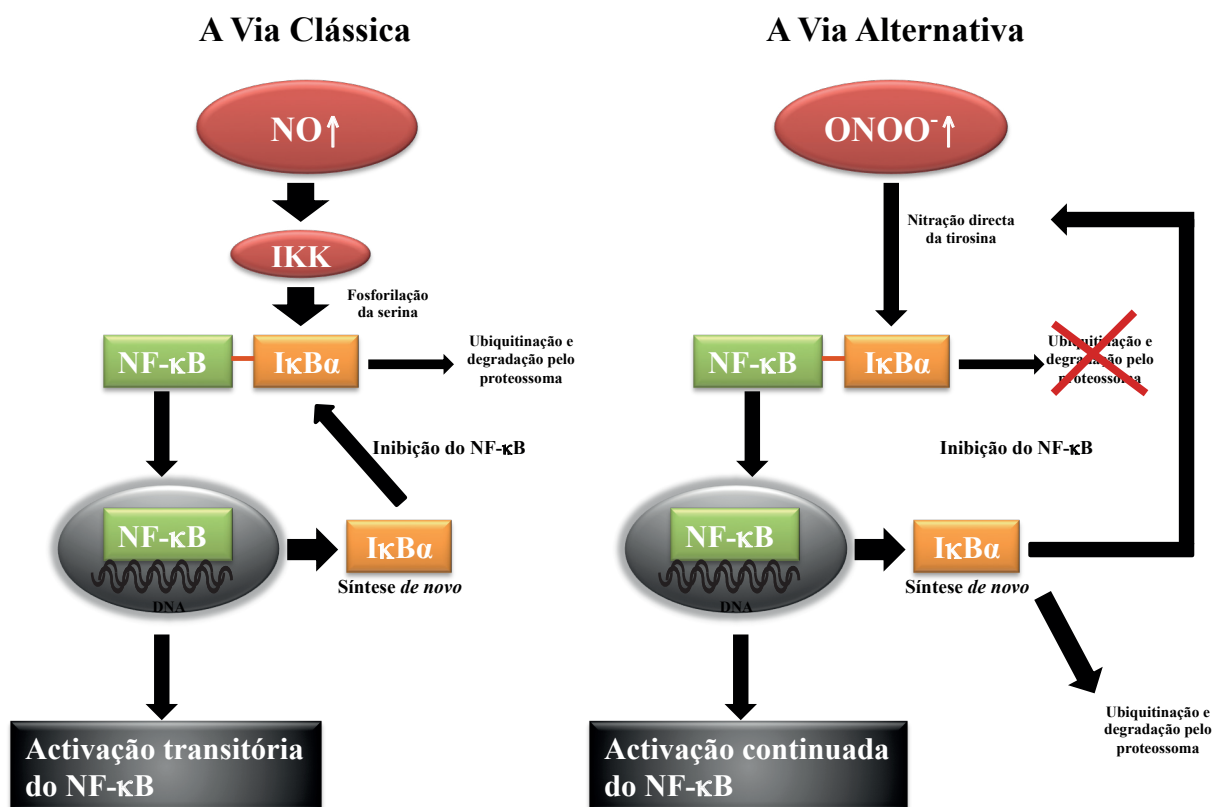 A Via Clássica
NO↑
IKK
Fosforilação
da serina
NF-κB
IκBα
Ubiquitinação e
degradação pelo
proteossoma
Inibição do NF-κB
NF-κB
DNA
IκBα
Síntese de novo
Activação transitória
do NF-κB
A Via Alternativa
ONOO⁻↑
Nitração directa
da tirosina
NF-κB
IκBα
Ubiquitinação e
degradação pelo
proteossoma
Inibição do NF-κB
NF-κB
DNA
IκBα
Síntese de novo
Ubiquitinação e
degradação pelo
proteossoma
Activação continuada
do NF-κB